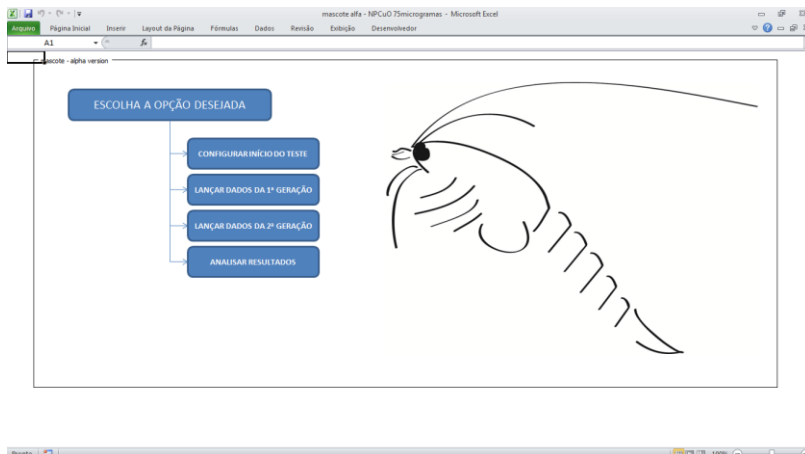 mascote alfa - NPCuO 75microgramas - Microsoft Excel
Arquivo Página Inicial Inserir Layout da Página Fórmulas Dados Revisão Exibição Desenvolvedor
A1 fx
mascote - alpha version
ESCOLHA A OPÇÃO DESEJADA
CONFIGURAR INÍCIO DO TESTE
LANÇAR DADOS DA 1ª GERAÇÃO
LANÇAR DADOS DA 2ª GERAÇÃO
ANALISAR RESULTADOS
Pronto 100%